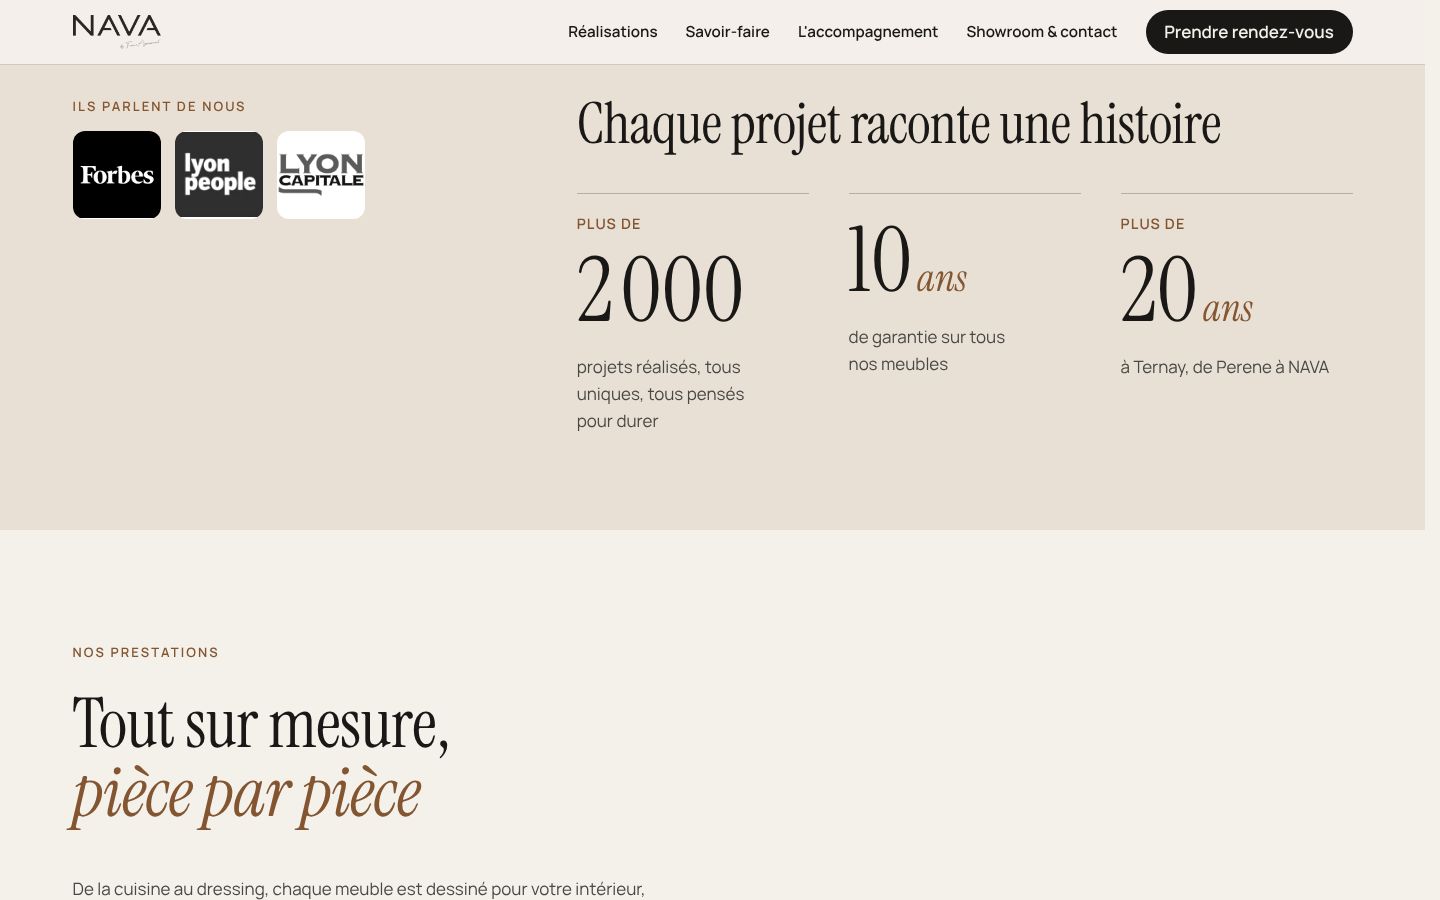 NAVA
Réalisations
Savoir-faire
L'accompagnement
Showroom & contact
Prendre rendez-vous
ILS PARLENT DE NOUS
Forbes
lyon
people
LYON
CAPITALE
Chaque projet raconte une histoire
PLUS DE
2 000
projets réalisés, tous
uniques, tous pensés
pour durer
10 ans
de garantie sur tous
nos meubles
PLUS DE
20 ans
à Ternay, de Perene à NAVA
NOS PRESTATIONS
Tout sur mesure,
pièce par pièce
De la cuisine au dressing, chaque meuble est dessiné pour votre intérieur,